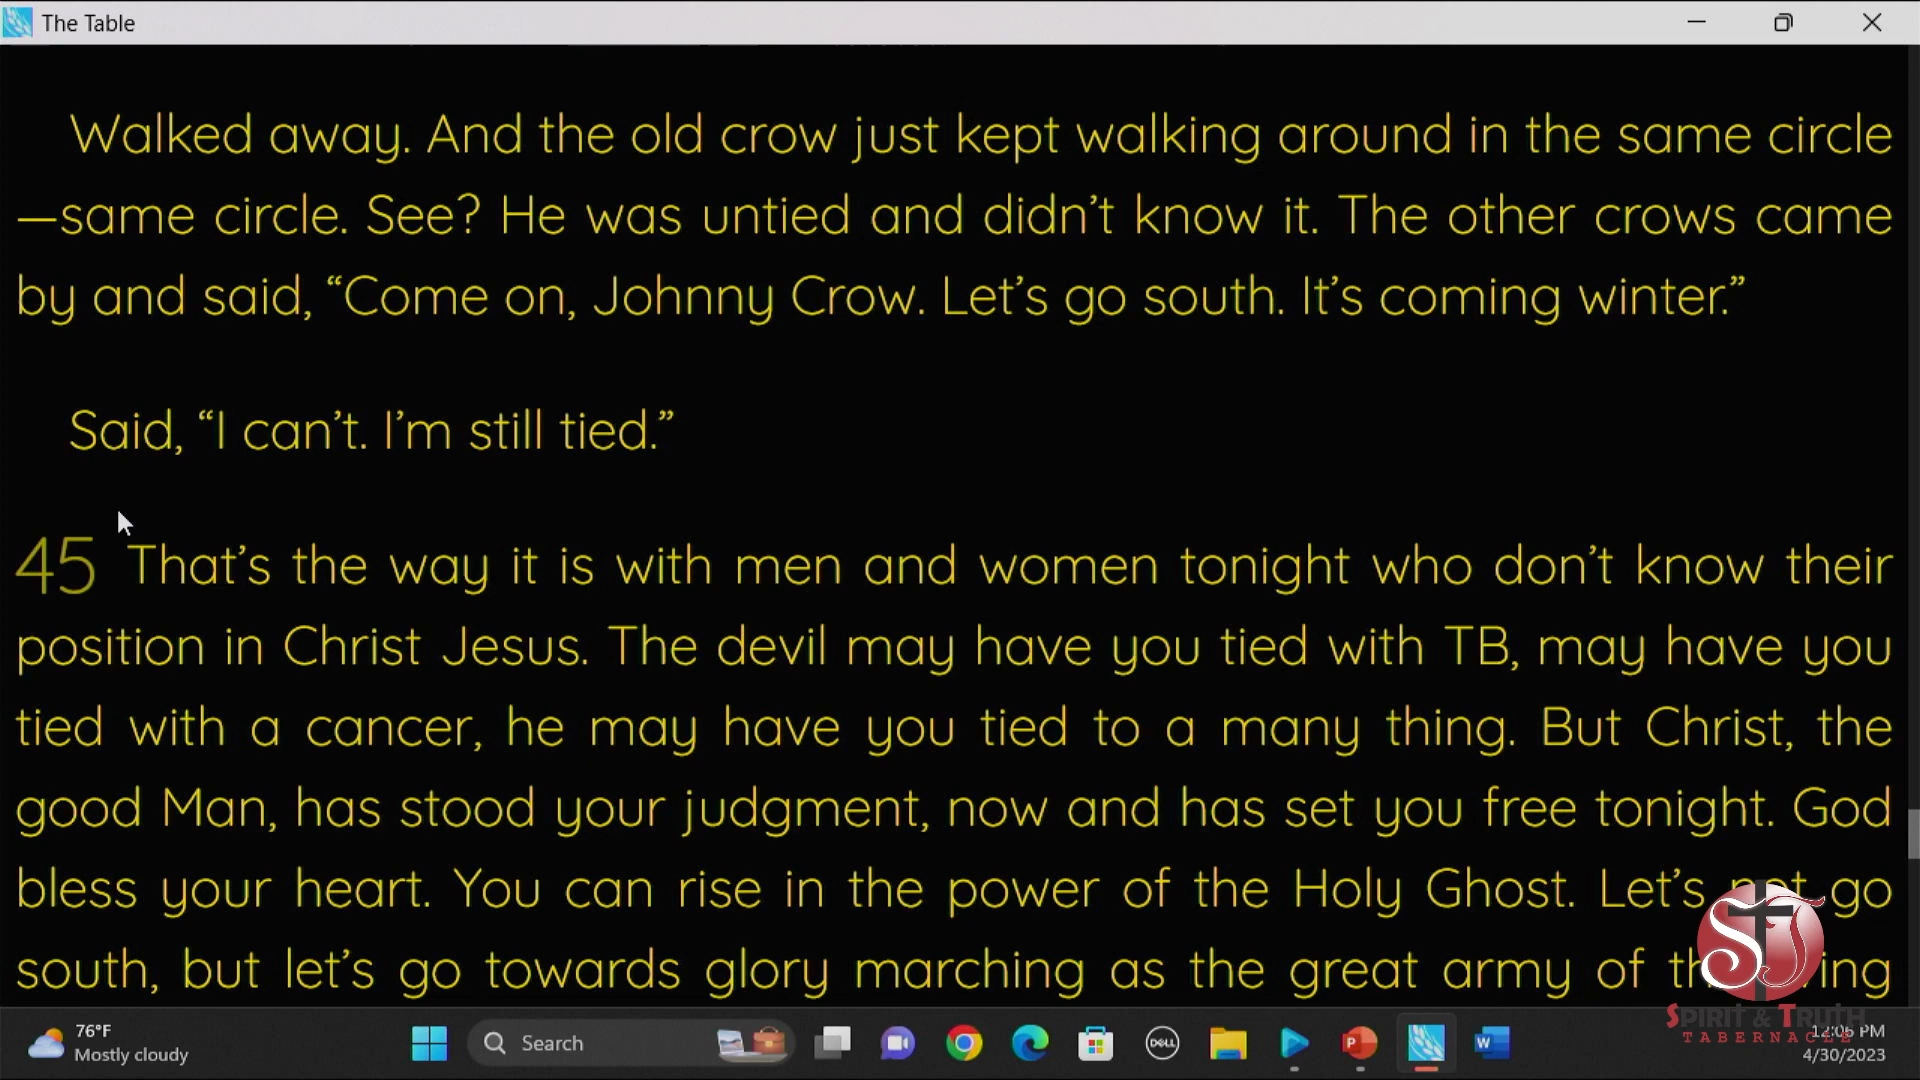 The Table
Walked away. And the old crow just kept walking around in the same circle
—same circle. See? He was untied and didn’t know it. The other crows came
by and said, “Come on, Johnny Crow. Let’s go south. It’s coming winter.”
Said, “I can’t. I’m still tied.”
45 That’s the way it is with men and women tonight who don’t know their
position in Christ Jesus. The devil may have you tied with TB, may have you
tied with a cancer, he may have you tied to a many thing. But Christ, the
good Man, has stood your judgment, now and has set you free tonight. God
bless your heart. You can rise in the power of the Holy Ghost. Let’s not go
south, but let’s go towards glory marching as the great army of the
ST
SPIRIT & TRUTH
TABERNACLE
76°F
Mostly cloudy
Search
DELL
P
W
12:05 PM
4/30/2023